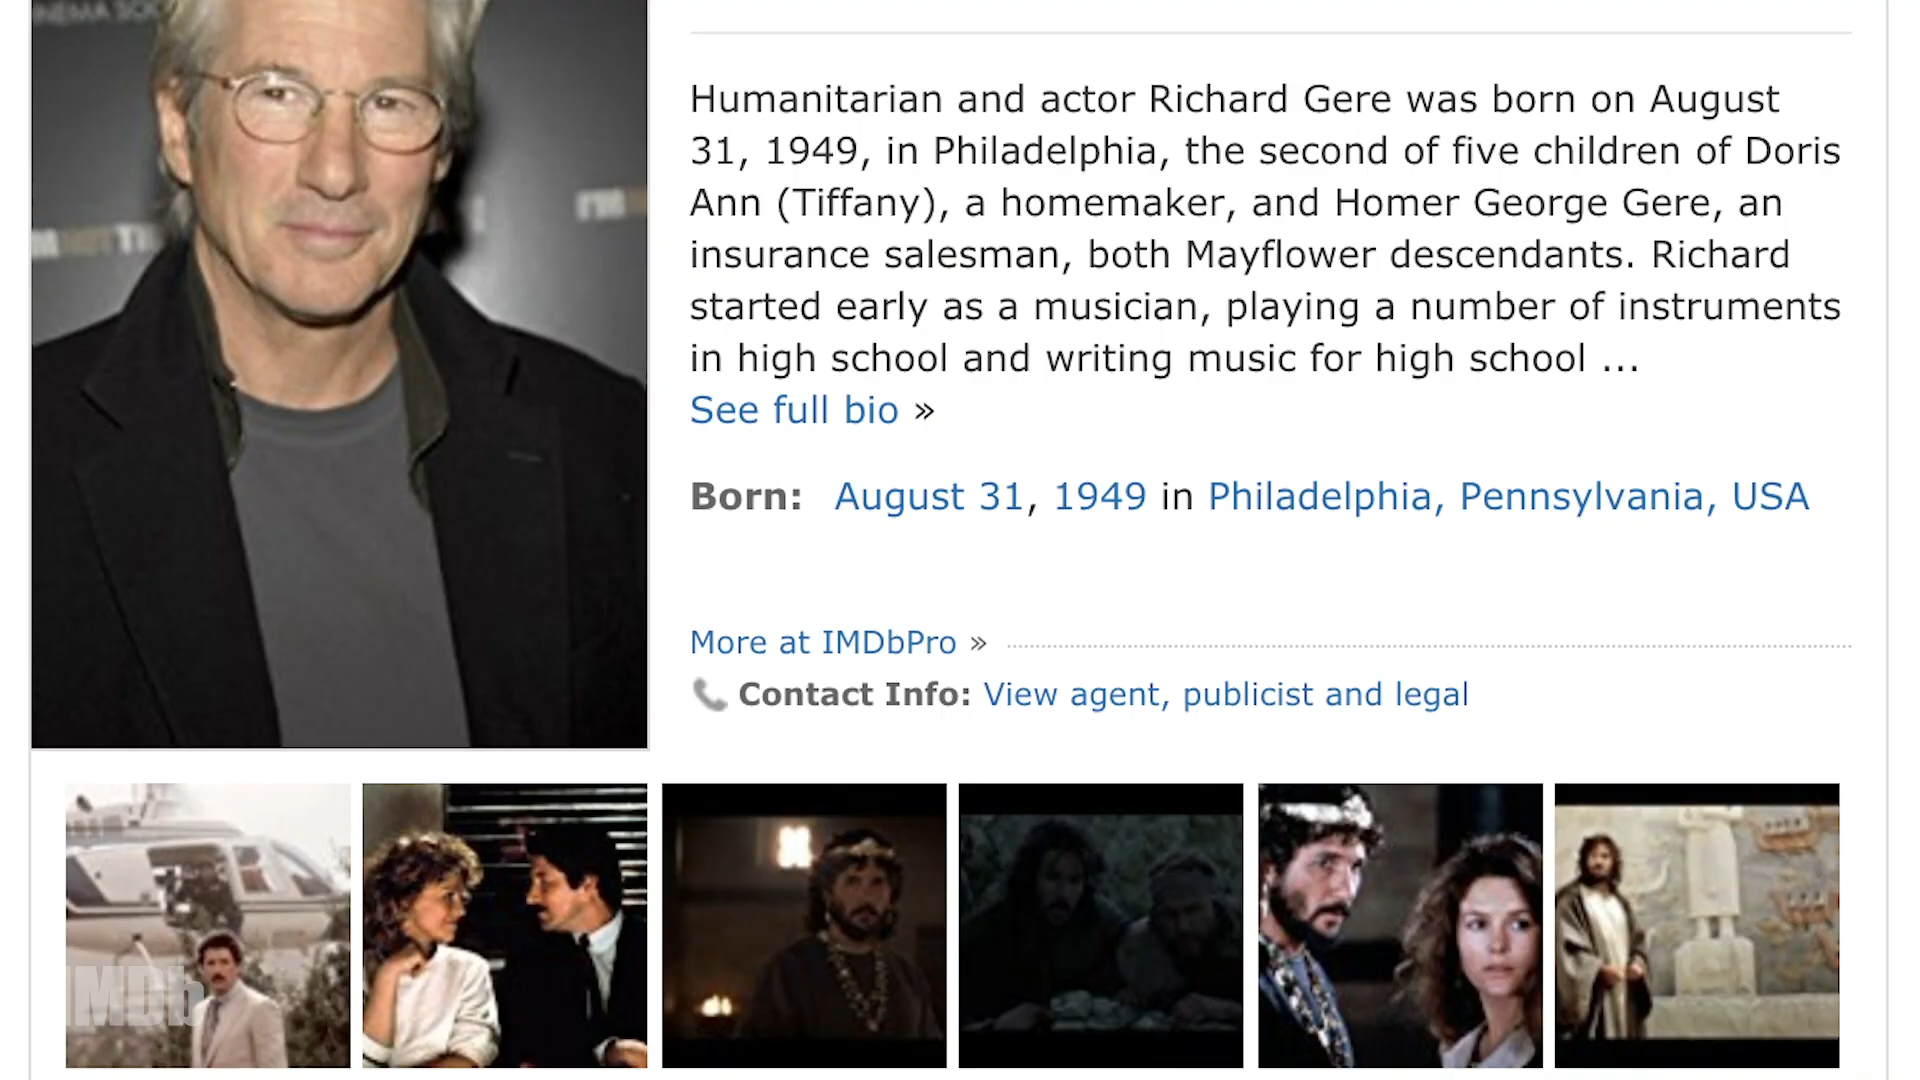 Humanitarian and actor Richard Gere was born on August
31, 1949, in Philadelphia, the second of five children of Doris
Ann (Tiffany), a homemaker, and Homer George Gere, an
insurance salesman, both Mayflower descendants. Richard
started early as a musician, playing a number of instruments
in high school and writing music for high school ...
See full bio »
Born: August 31, 1949 in Philadelphia, Pennsylvania, USA
More at IMDbPro »
Contact Info: View agent, publicist and legal
IMDb